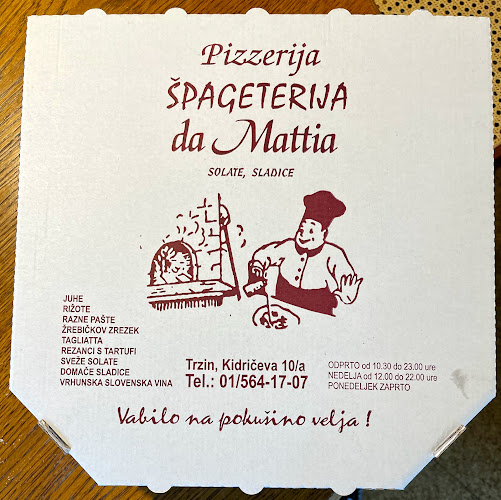 Pizzerija
ŠPAGETERIJA
da Mattia
SOLATE, SLADICE
JUHE
RIŽOTE
RAZNE PAŠTE
ŽREBIČKOV ZREZEK
TAGLIATTA
REZANCI S TARTUFI
SVEŽE SOLATE
DOMAČE SLADICE
VRHUNSKA SLOVENSKA VINA
Trzin, Kidričeva 10/a
Tel.: 01/564-17-07
ODPRTO od 10.30 do 23.00 ure
NEDELJA od 12.00 do 22.00 ure
PONEDELJEK ZAPRTO
Vabilo na pokušino velja !